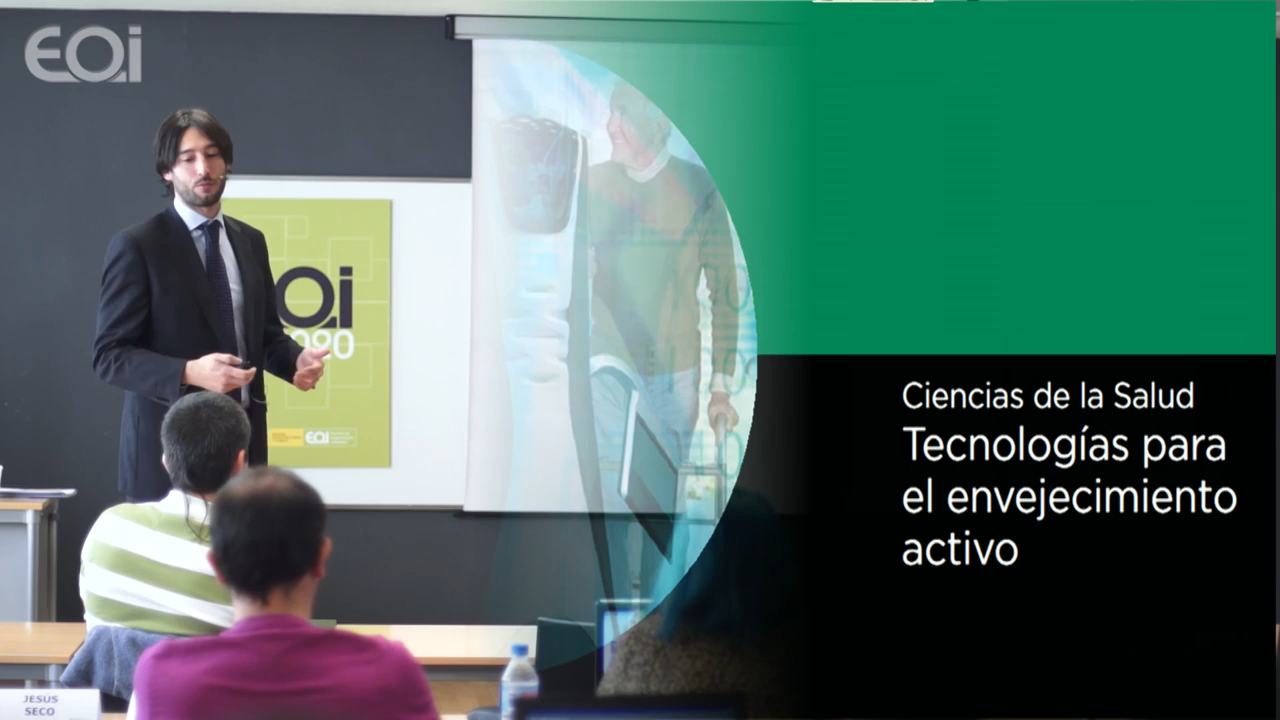 EOi
EOi
2020
EOi
JESÚS
SECO
Ciencias de la Salud
Tecnologías para
el envejecimiento
activo